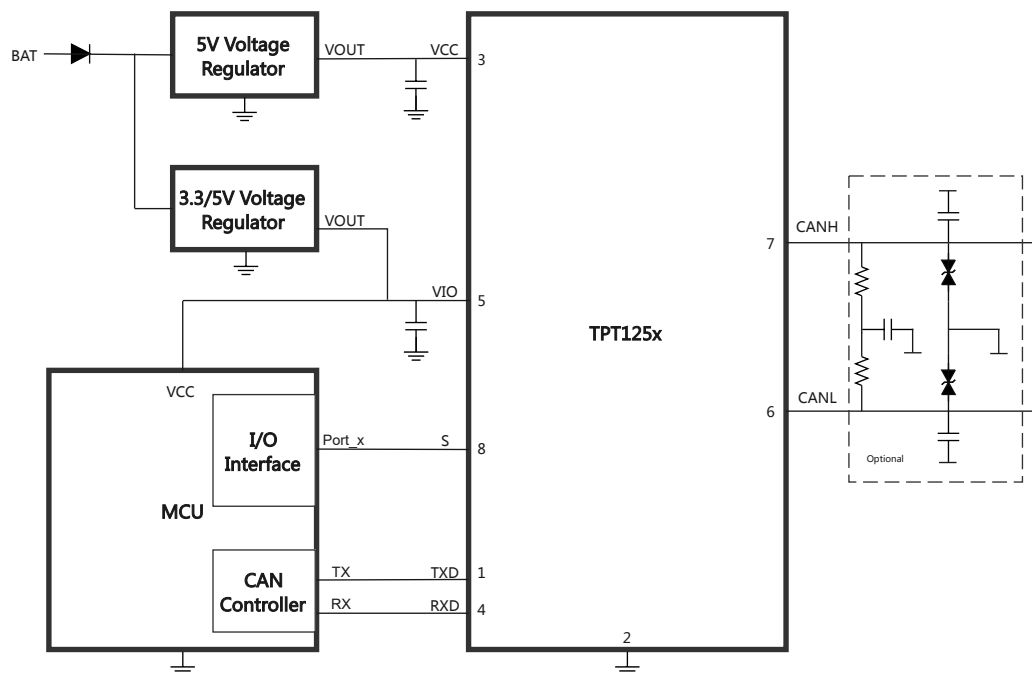 BAT
5V Voltage
Regulator
VOUT
VCC
3
3.3/5V Voltage
Regulator
VOUT
VIO
5
TPT125x
7
CANH
6
CANL
Optional
VCC
I/O
Interface
Port_x
S
8
MCU
CAN
Controller
TX
TXD
1
RX
RXD
4
2